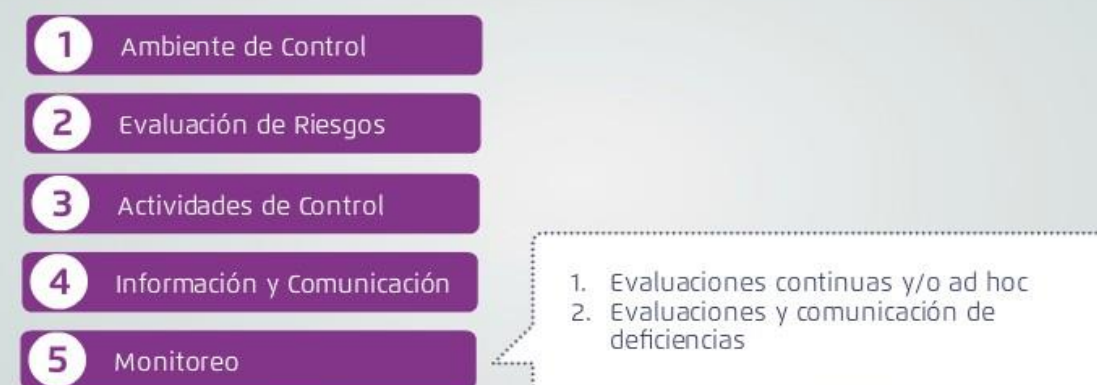 1 Ambiente de Control
2 Evaluación de Riesgos
3 Actividades de Control
4 Información y Comunicación
5 Monitoreo
1. Evaluaciones continuas y/o ad hoc
2. Evaluaciones y comunicación de
deficiencias